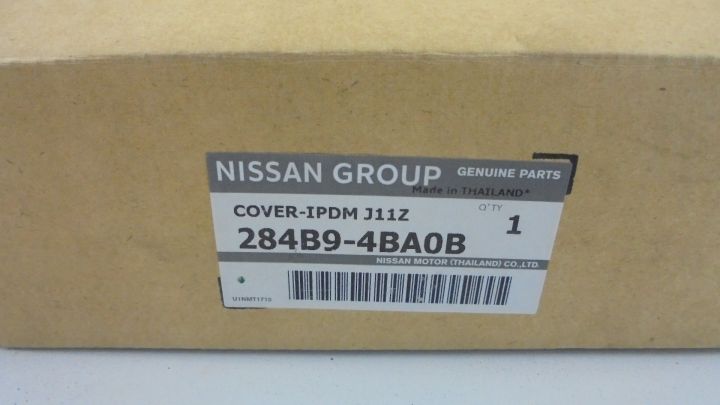 NISSAN GROUP GENUINE PARTS
Made in THAILAND*
COVER-IPDM J11Z Q'TY 1
284B9-4BA0B
NISSAN MOTOR (THAILAND) CO.,LTD.
U1NMT1710